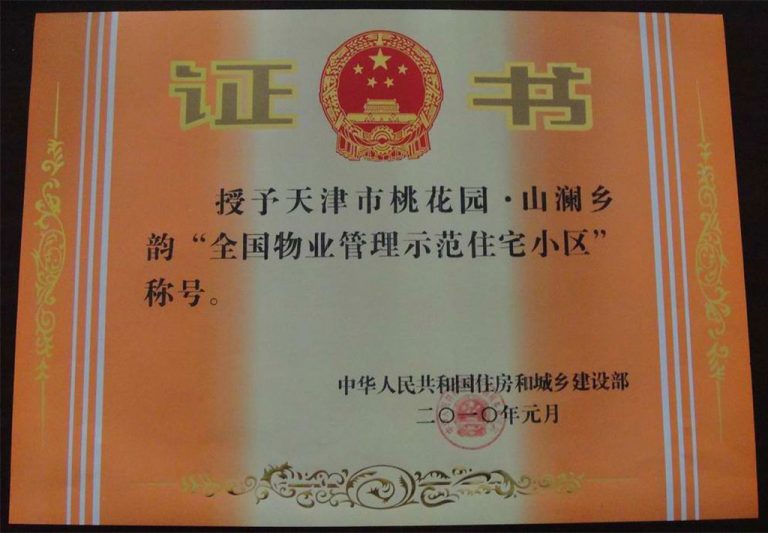 证书
授予天津市桃花园·山澜乡
韵“全国物业管理示范住宅小区”
称号。
中华人民共和国住房和城乡建设部
二〇一〇年元月